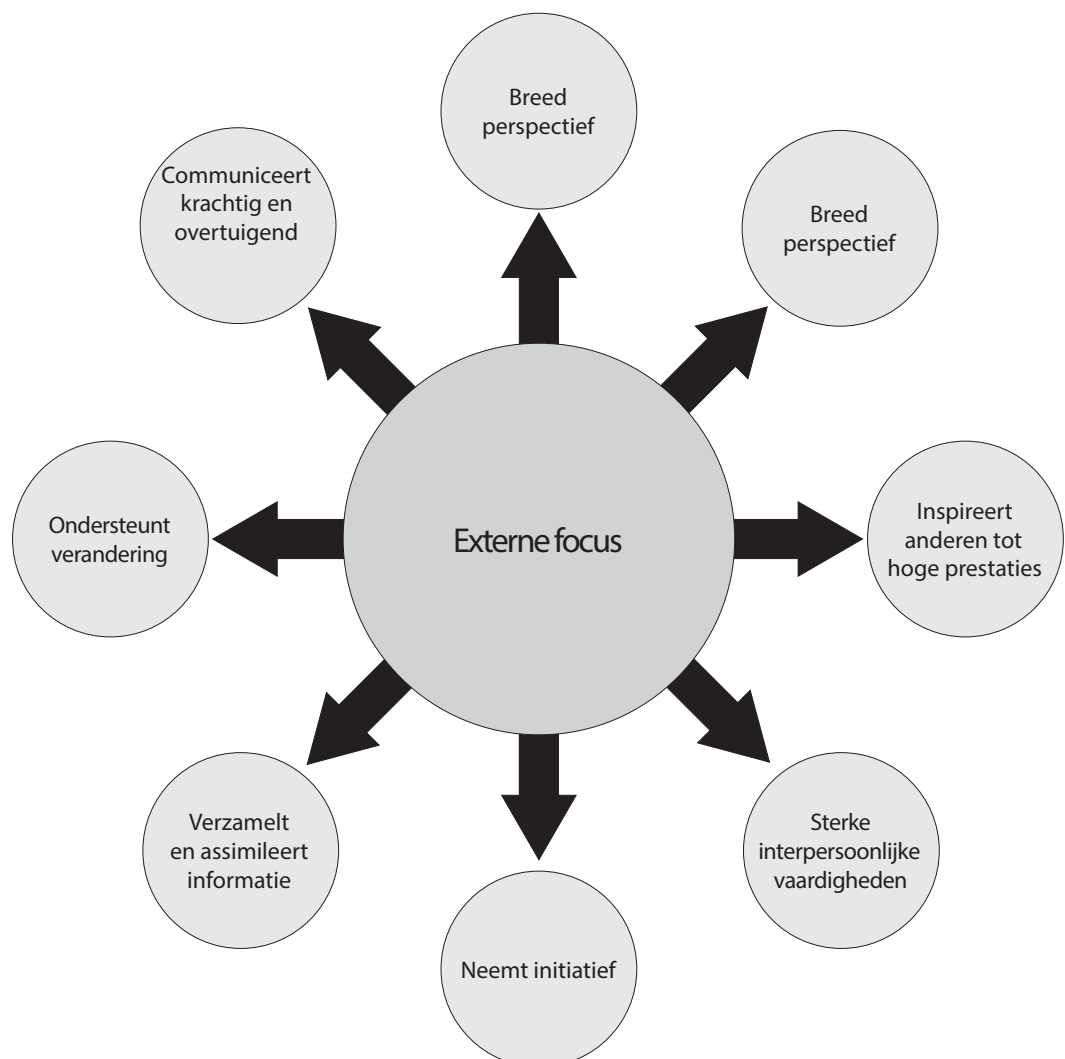 Breed
perspectief
Communiceert
krachtig en
overtuigend
Breed
perspectief
Ondersteunt
verandering
Externe focus
Inspireert
anderen tot
hoge prestaties
Verzamelt
en assimileert
informatie
Sterke
interpersoonlijke
vaardigheden
Neemt initiatief